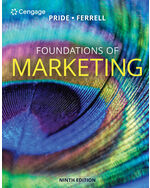 Cengage
PRIDE • FERRELL
FOUNDATIONS OF
MARKETING
NINTH EDITION